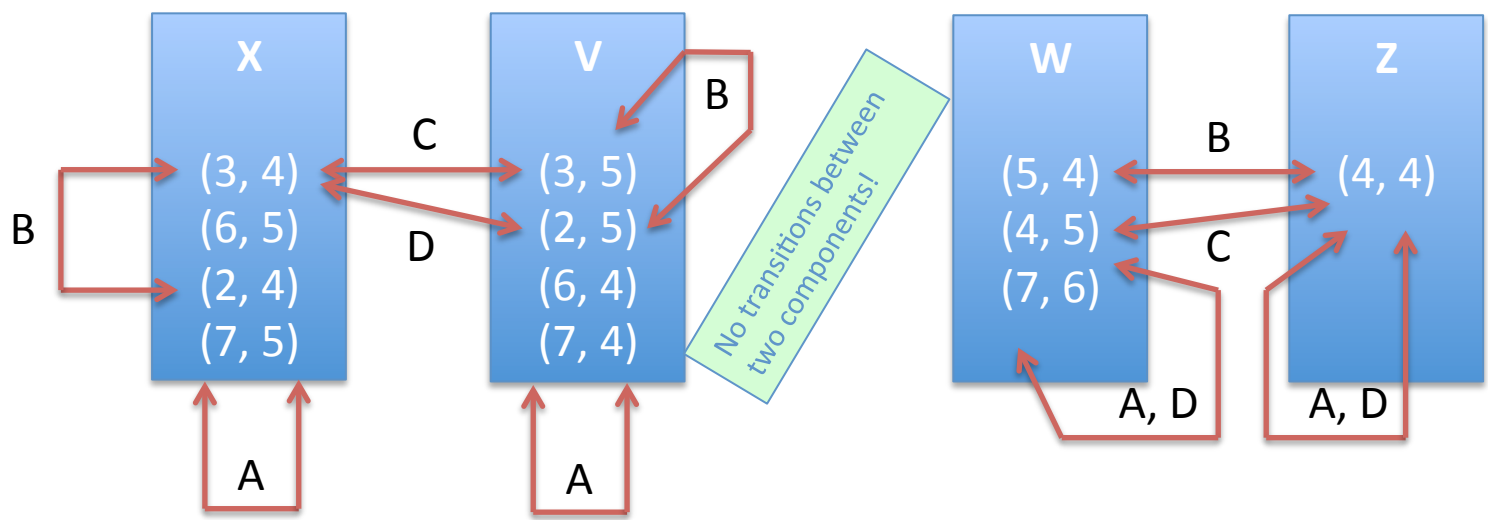 X
V
W
Z
B
C
B
(3, 4)
(3, 5)
(5, 4)
(4, 4)
B
(6, 5)
D
(2, 5)
(4, 5)
C
(2, 4)
(6, 4)
(7, 6)
(7, 5)
(7, 4)
No transitions between
two components!
A, D
A, D
A
A